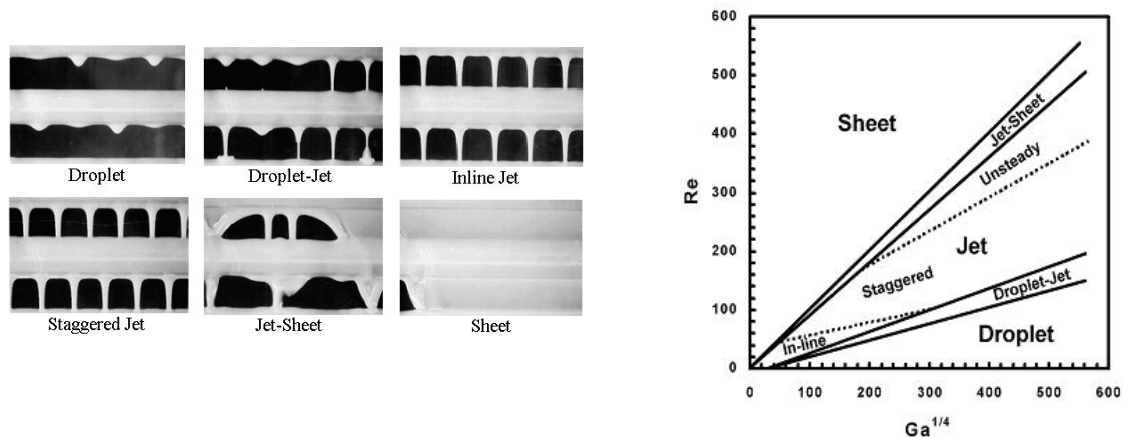 Droplet
Droplet-Jet
Inline Jet
Staggered Jet
Jet-Sheet
Sheet
600
500
400
300
200
100
0
Re
Sheet
Jet-Sheet
Unsteady
Jet
Staggered
Droplet-Jet
In-line
Droplet
0 100 200 300 400 500 600
Ga1/4